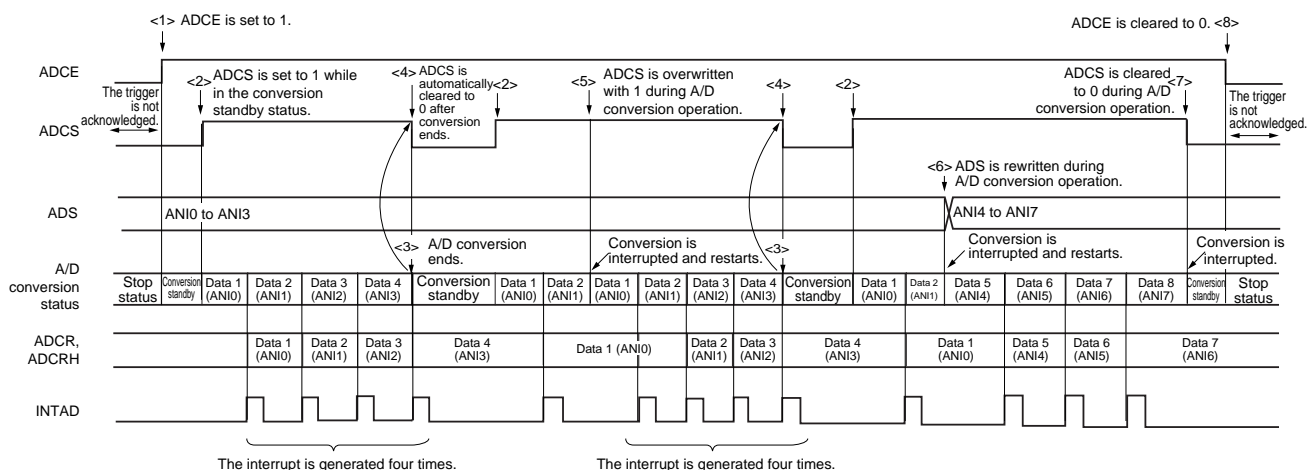 <1> ADCE is set to 1.
ADCE is cleared to 0. <8>
ADCE
The trigger
is not
acknowledged.
<2>
ADCS is set to 1 while
in the conversion
standby status.
<4>
ADCS is
automatically
cleared to
0 after
conversion
ends.
<2>
<5>
ADCS is overwritten
with 1 during A/D
conversion operation.
<4>
<2>
ADCS is cleared
to 0 during A/D
conversion operation.
<7>
The trigger
is not
acknowledged.
ADCS
<6> ADS is rewritten during
A/D conversion operation.
ADS
ANI0 to ANI3
ANI4 to ANI7
<3>
A/D conversion
ends.
Conversion is
interrupted and restarts.
<3>
Conversion is
interrupted and restarts.
Conversion is
interrupted.
A/D
conversion
status
Stop
status
Conversion
standby
Data 1
(ANI0)
Data 2
(ANI1)
Data 3
(ANI2)
Data 4
(ANI3)
Conversion
standby
Data 1
(ANI0)
Data 2
(ANI1)
Data 1
(ANI0)
Data 2
(ANI1)
Data 3
(ANI2)
Data 4
(ANI3)
Conversion
standby
Data 1
(ANI0)
Data 2
(ANI1)
Data 5
(ANI4)
Data 6
(ANI5)
Data 7
(ANI6)
Data 8
(ANI7)
Conversion
standby
Stop
status
ADCR,
ADCRH
Data 1
(ANI0)
Data 2
(ANI1)
Data 3
(ANI2)
Data 4
(ANI3)
Data 1 (ANI0)
Data 2
(ANI1)
Data 3
(ANI2)
Data 4
(ANI3)
Data 1
(ANI0)
Data 5
(ANI4)
Data 6
(ANI5)
Data 7
(ANI6)
INTAD
The interrupt is generated four times.
The interrupt is generated four times.